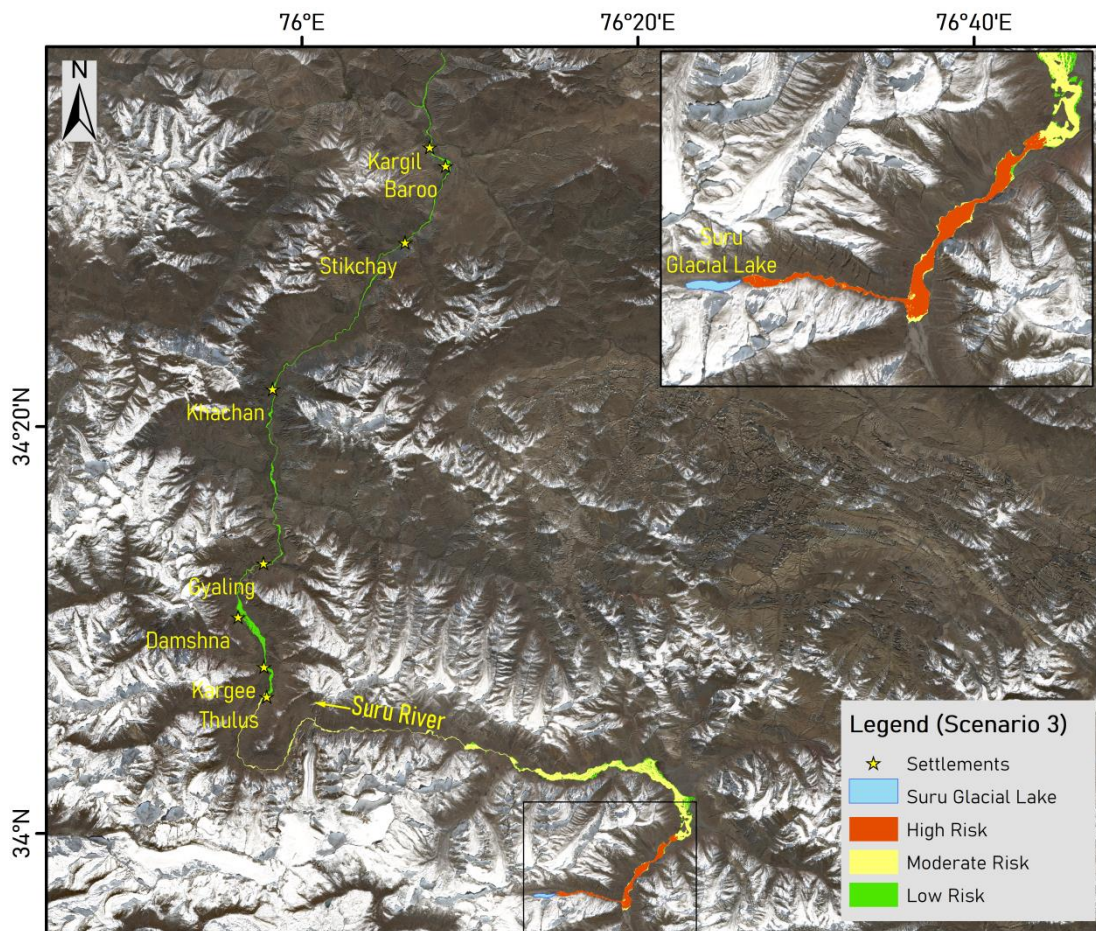 76°E
76°20'E
76°40'E
N
Kargil
Baroo
Stikchay
Khachan
Gyaling
Damshna
Kargee
Thulus
Suru River
34°20'N
34°N
Suru
Glacial Lake
Legend (Scenario 3)
Settlements
Suru Glacial Lake
High Risk
Moderate Risk
Low Risk